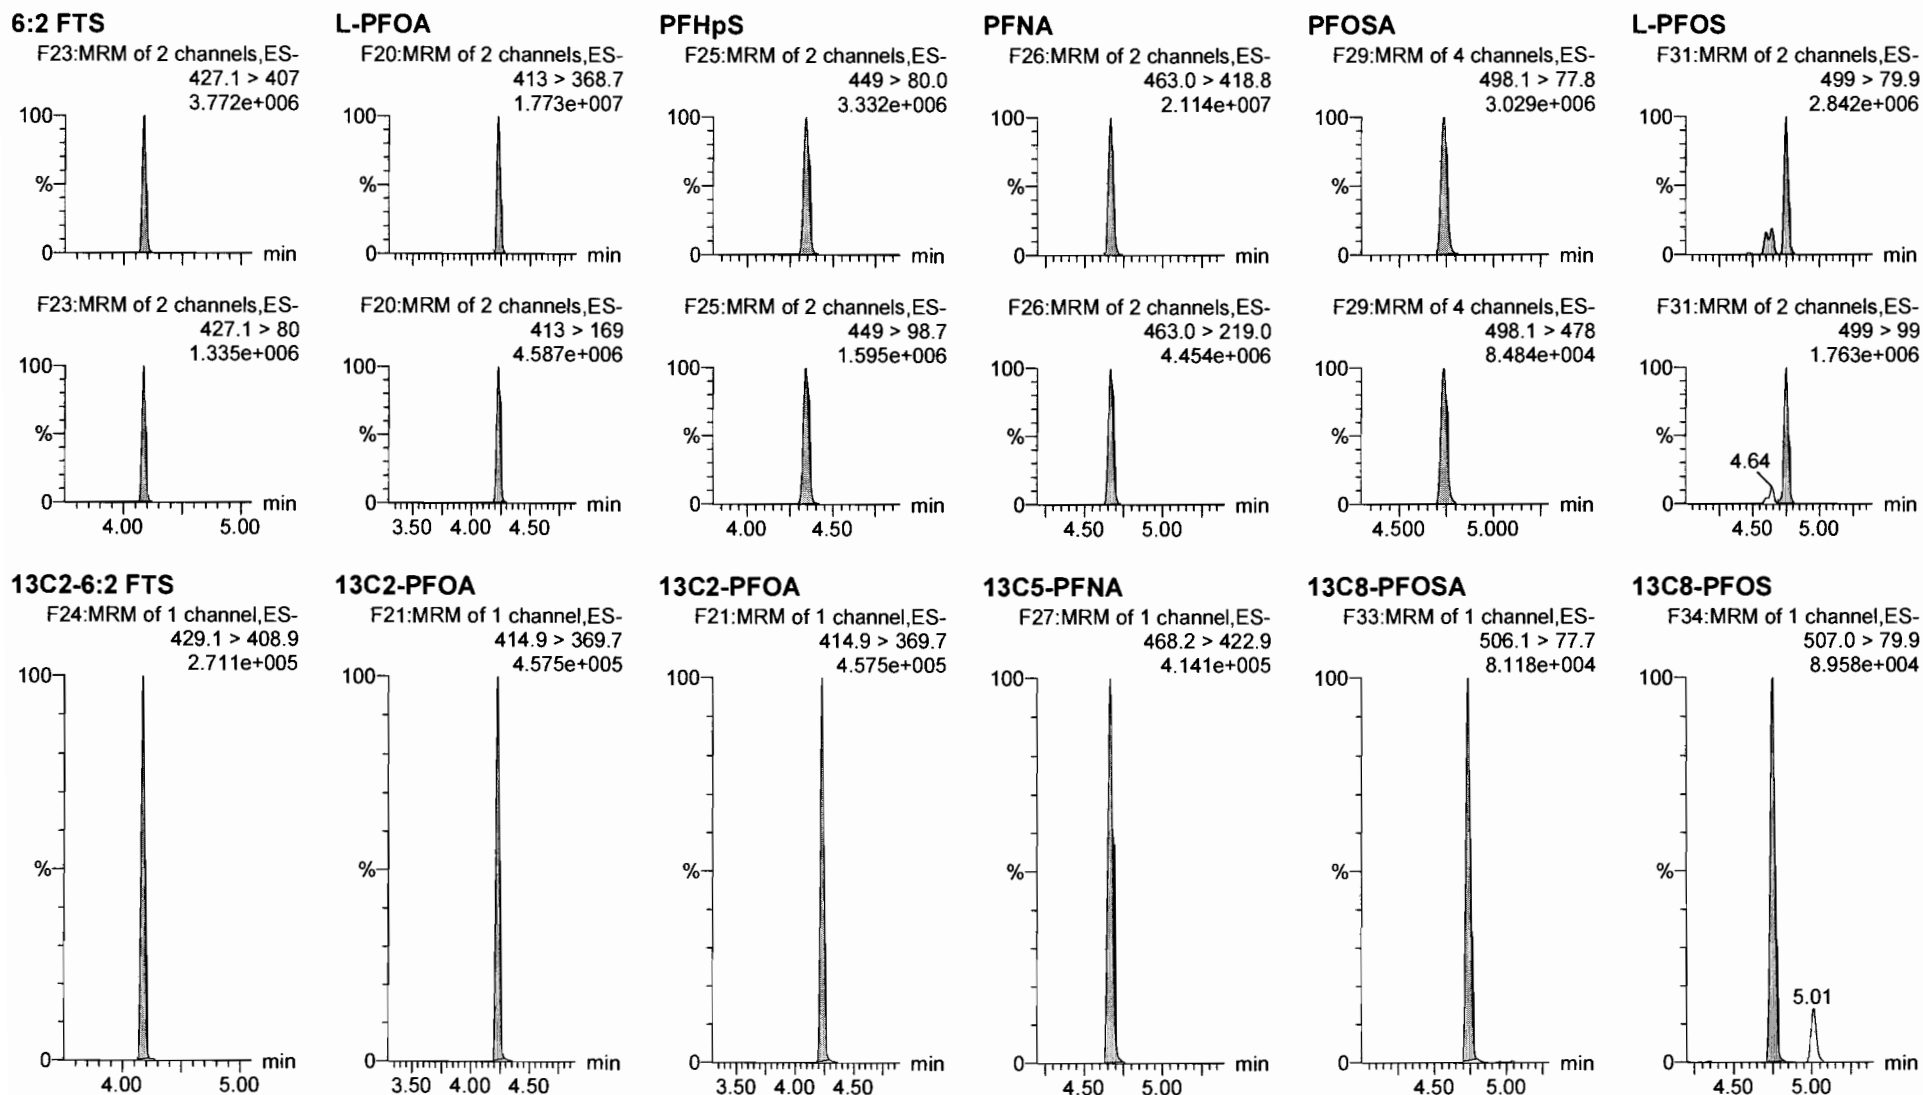 6:2 FTS
F23:MRM of 2 channels,ES-
427.1 > 407
3.772e+006
100
%
0
min
L-PFOA
F20:MRM of 2 channels,ES-
413 > 368.7
1.773e+007
100
%
0
min
PFHpS
F25:MRM of 2 channels,ES-
449 > 80.0
3.332e+006
100
%
0
min
PFNA
F26:MRM of 2 channels,ES-
463.0 > 418.8
2.114e+007
100
%
0
min
PFOSA
F29:MRM of 4 channels,ES-
498.1 > 77.8
3.029e+006
100
%
0
min
L-PFOS
F31:MRM of 2 channels,ES-
499 > 79.9
2.842e+006
100
%
0
min
F23:MRM of 2 channels,ES-
427.1 > 80
1.335e+006
100
%
0
min
4.00 5.00
F20:MRM of 2 channels,ES-
413 > 169
4.587e+006
100
%
0
min
3.50 4.00 4.50
F25:MRM of 2 channels,ES-
449 > 98.7
1.595e+006
100
%
0
min
4.00 4.50
F26:MRM of 2 channels,ES-
463.0 > 219.0
4.454e+006
100
%
0
min
4.50 5.00
F29:MRM of 4 channels,ES-
498.1 > 478
8.484e+004
100
%
0
min
4.500 5.000
F31:MRM of 2 channels,ES-
499 > 99
1.763e+006
100
%
4.64
0
min
4.50 5.00
13C2-6:2 FTS
F24:MRM of 1 channel,ES-
429.1 > 408.9
2.711e+005
100
%
0
min
4.00 5.00
13C2-PFOA
F21:MRM of 1 channel,ES-
414.9 > 369.7
4.575e+005
100
%
0
min
3.50 4.00 4.50
13C2-PFOA
F21:MRM of 1 channel,ES-
414.9 > 369.7
4.575e+005
100
%
0
min
3.50 4.00 4.50
13C5-PFNA
F27:MRM of 1 channel,ES-
468.2 > 422.9
4.141e+005
100
%
0
min
4.50 5.00
13C8-PFOSA
F33:MRM of 1 channel,ES-
506.1 > 77.7
8.118e+004
100
%
0
min
4.50 5.00
13C8-PFOS
F34:MRM of 1 channel,ES-
507.0 > 79.9
8.958e+004
100
%
5.01
0
min
4.50 5.00